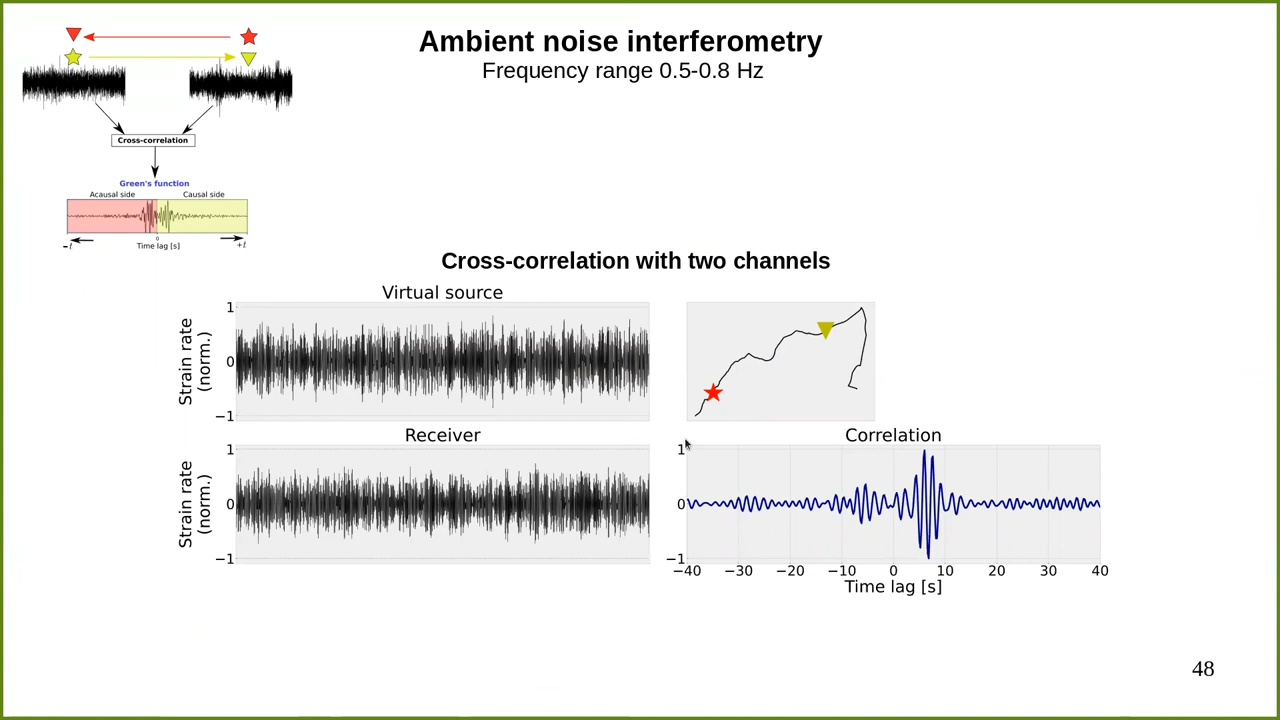 Ambient noise interferometry
Frequency range 0.5-0.8 Hz
Cross-correlation
Green's function
Acausal side
Causal side
0
-t
Time lag [s]
+t
Cross-correlation with two channels
Virtual source
Strain rate
(norm.)
1
0
−1
Receiver
Strain rate
(norm.)
1
0
−1
Correlation
1
0
−1
−40 −30 −20 −10 0 10 20 30 40
Time lag [s]
48